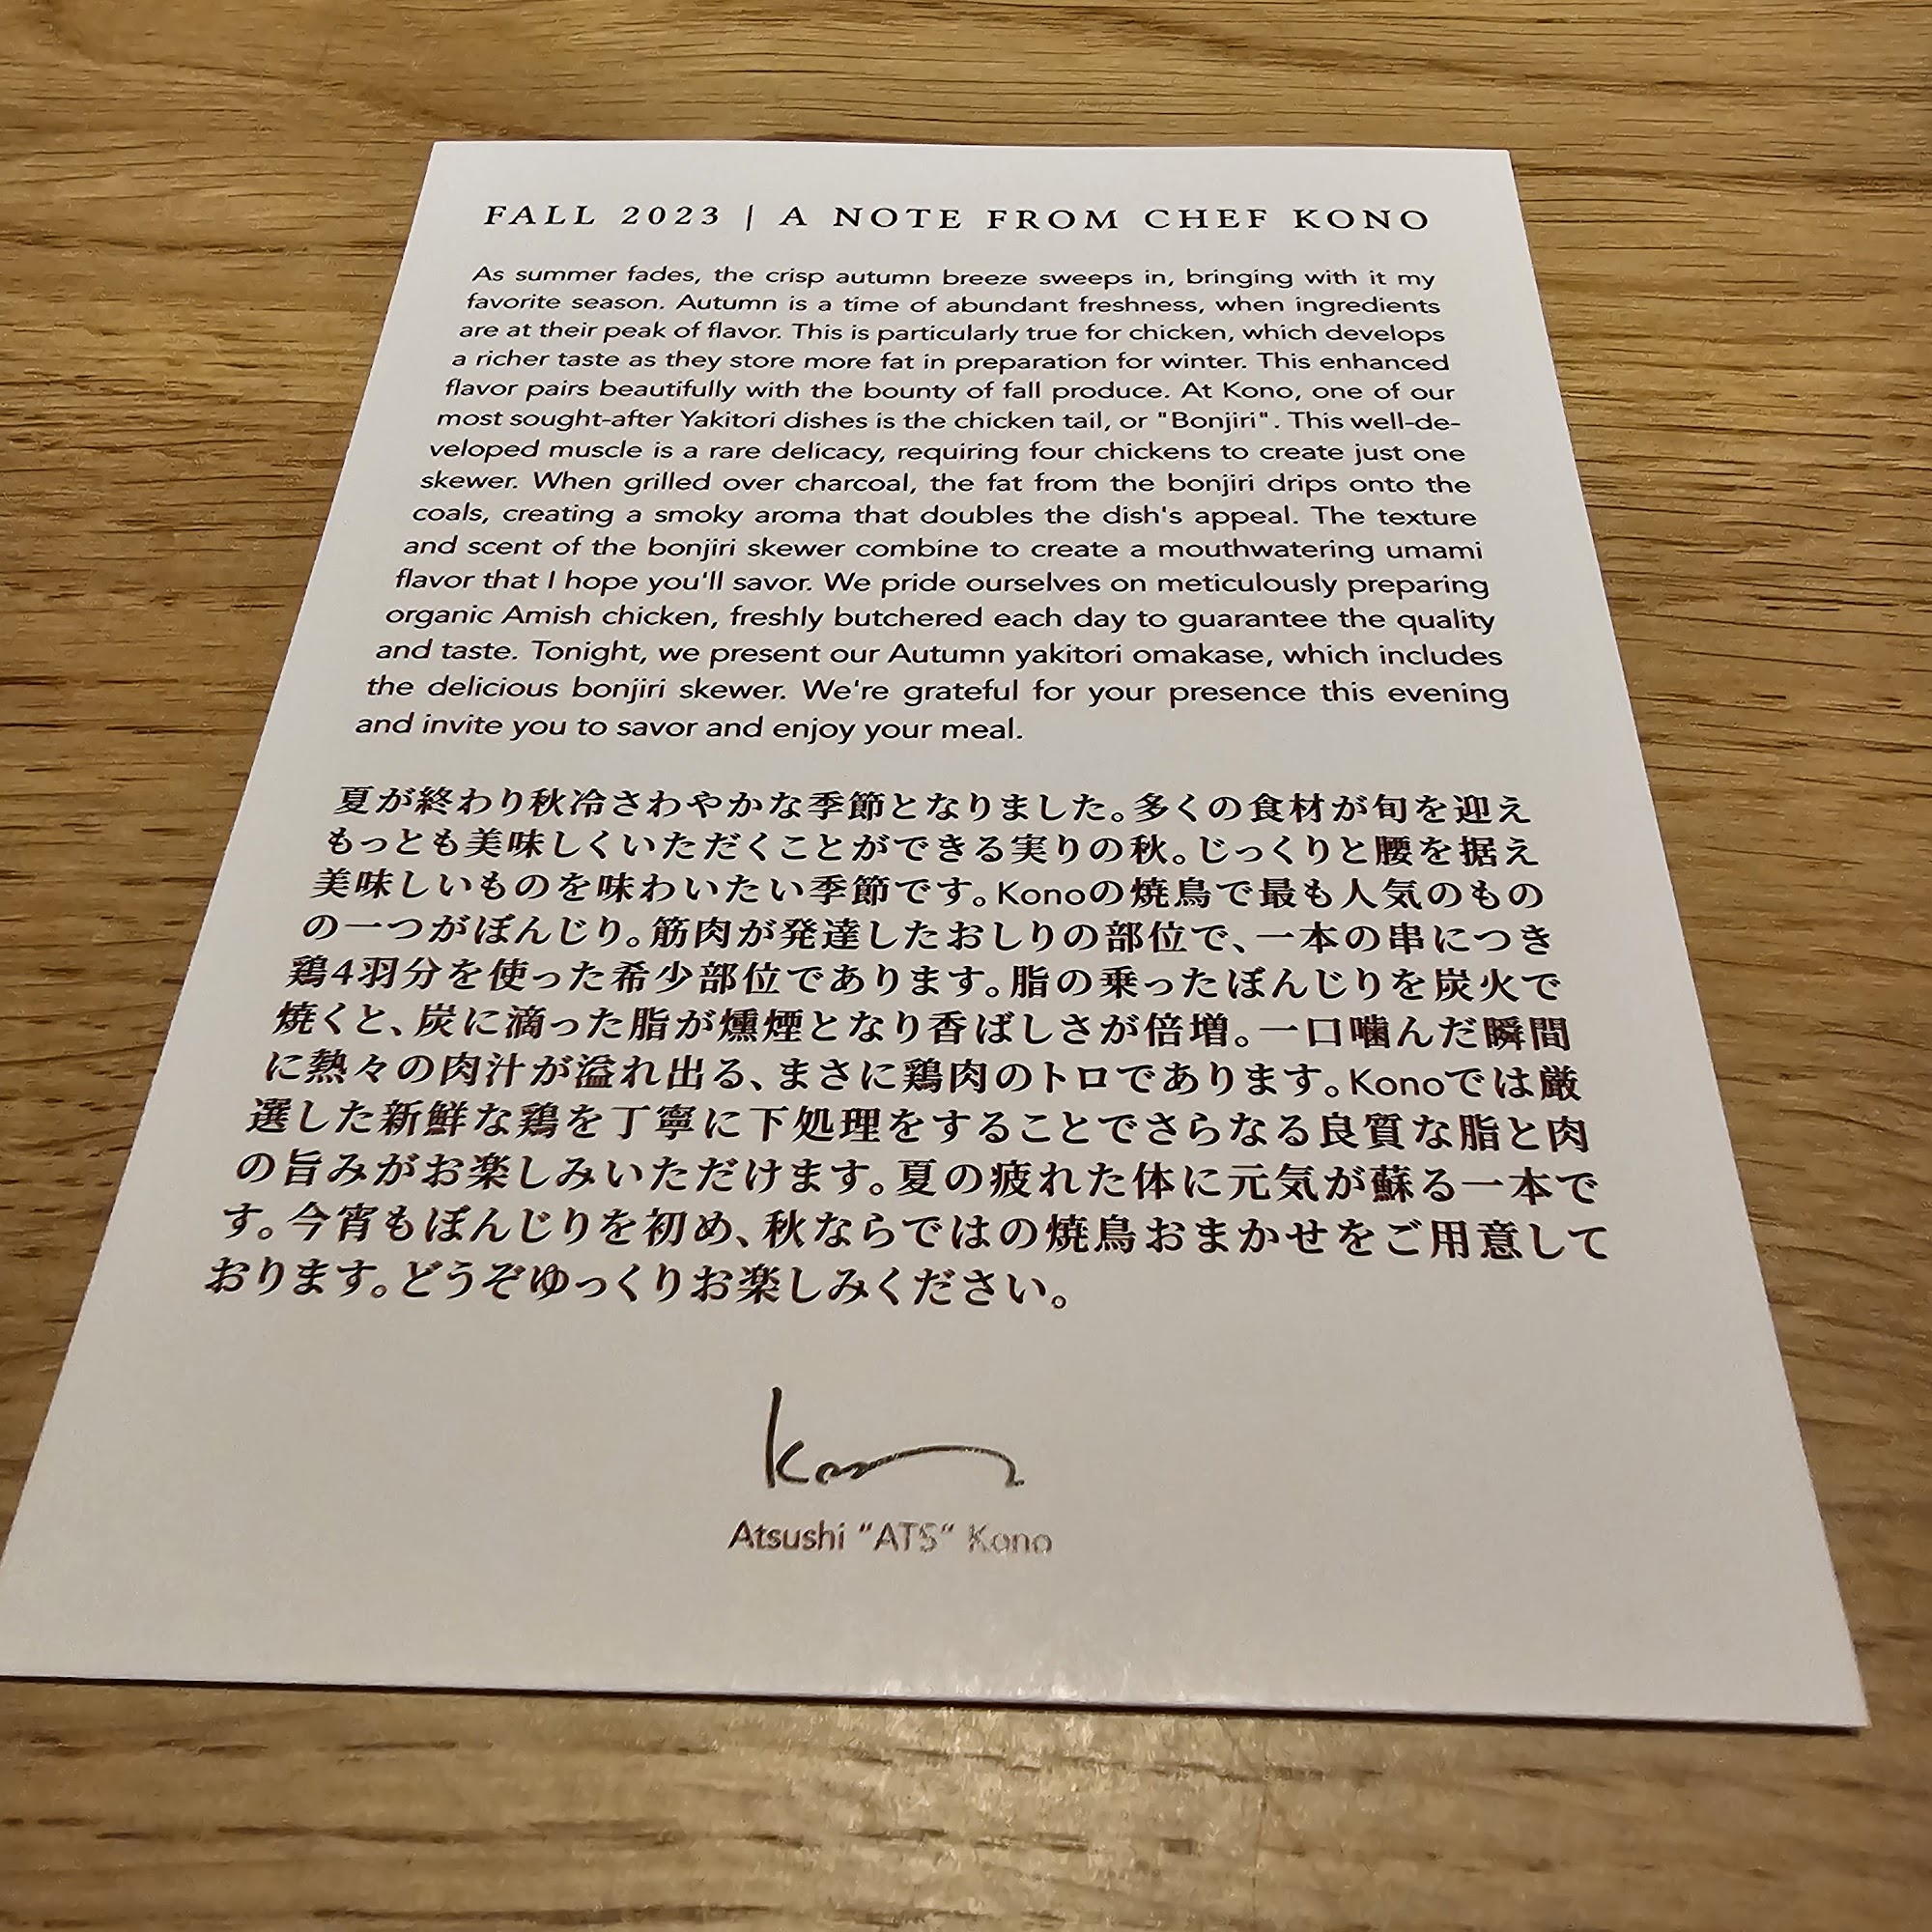 FALL 2023 | A NOTE FROM CHEF KONO
As summer fades, the crisp autumn breeze sweeps in, bringing with it my
favorite season. Autumn is a time of abundant freshness, when ingredients
are at their peak of flavor. This is particularly true for chicken, which develops
a richer taste as they store more fat in preparation for winter. This enhanced
flavor pairs beautifully with the bounty of fall produce. At Kono, one of our
most sought-after Yakitori dishes is the chicken tail, or "Bonjiri". This well-de-
veloped muscle is a rare delicacy, requiring four chickens to create just one
skewer. When grilled over charcoal, the fat from the bonjiri drips onto the
coals, creating a smoky aroma that doubles the dish's appeal. The texture
and scent of the bonjiri skewer combine to create a mouthwatering umami
flavor that I hope you'll savor. We pride ourselves on meticulously preparing
organic Amish chicken, freshly butchered each day to guarantee the quality
and taste. Tonight, we present our Autumn yakitori omakase, which includes
the delicious bonjiri skewer. We're grateful for your presence this evening
and invite you to savor and enjoy your meal.
夏が終わり秋冷さわやかな季節となりました。多くの食材が旬を迎え
もっとも美味しくいただくことができる実りの秋。じっくりと腰を据え
美味しいものを味わいたい季節です。Konoの焼鳥で最も人気のもの
の一つがぼんじり。筋肉が発達したおしりの部位で、一本の串につき
鶏4羽分を使った希少部位であります。脂の乗ったぼんじりを炭火で
焼くと、炭に滴った脂が燻煙となり香ばしさが倍増。一口噛んだ瞬間
に熱々の肉汁が溢れ出る、まさに鶏肉のトロであります。Konoでは厳
選した新鮮な鶏を丁寧に下処理をすることでさらなる良質な脂と肉
の旨みがお楽しみいただけます。夏の疲れた体に元気が蘇る一本で
す。今宵もぼんじりを初め、秋ならではの焼鳥おまかせをご用意して
おります。どうぞゆっくりお楽しみください。
Kono
Atsushi "ATS" Kono